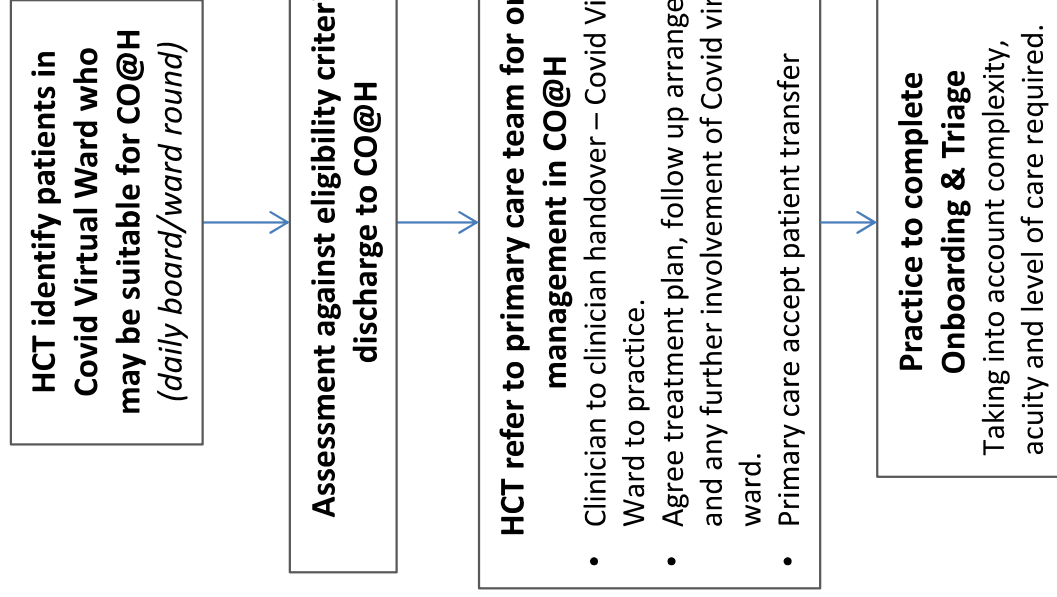 HCT identify patients in
Covid Virtual Ward who
may be suitable for CO@H
(daily board/ward round)
Assessment against eligibility criter
discharge to CO@H
HCT refer to primary care team for o
management in CO@H
• Clinician to clinician handover – Covid Vi
Ward to practice.
• Agree treatment plan, follow up arrange
and any further involvement of Covid vir
ward.
• Primary care accept patient transfer
Practice to complete
Onboarding & Triage
Taking into account complexity,
acuity and level of care required.